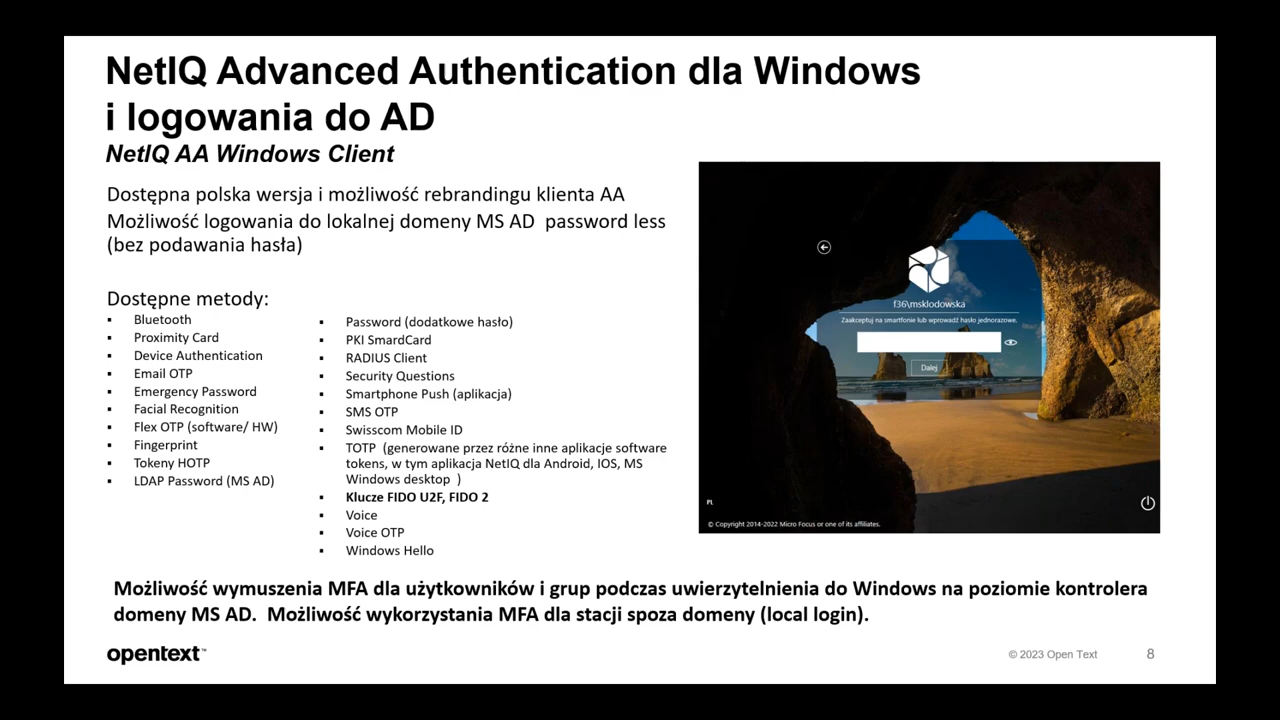 NetIQ Advanced Authentication dla Windows
i logowania do AD
NetIQ AA Windows Client
Dostępna polska wersja i możliwość rebrandingu klienta AA
Możliwość logowania do lokalnej domeny MS AD  password less
(bez podawania hasła)
Dostępne metody:
▪ Bluetooth
▪ Proximity Card
▪ Device Authentication
▪ Email OTP
▪ Emergency Password
▪ Facial Recognition
▪ Flex OTP (software/ HW)
▪ Fingerprint
▪ Tokeny HOTP
▪ LDAP Password (MS AD)
▪ Password (dodatkowe hasło)
▪ PKI SmardCard
▪ RADIUS Client
▪ Security Questions
▪ Smartphone Push (aplikacja)
▪ SMS OTP
▪ Swisscom Mobile ID
▪ TOTP  (generowane przez różne inne aplikacje software
tokens, w tym aplikacja NetIQ dla Android, IOS, MS
Windows desktop  )
▪ Klucze FIDO U2F, FIDO 2
▪ Voice
▪ Voice OTP
▪ Windows Hello
f36\msklodowska
Zaakceptuj na smartfonie lub wprowadź hasło jednorazowe.
Dalej
PL
© Copyright 2014-2022 Micro Focus or one of its affiliates.
Możliwość wymuszenia MFA dla użytkowników i grup podczas uwierzytelnienia do Windows na poziomie kontrolera
domeny MS AD.  Możliwość wykorzystania MFA dla stacji spoza domeny (local login).
opentext™
© 2023 Open Text
8